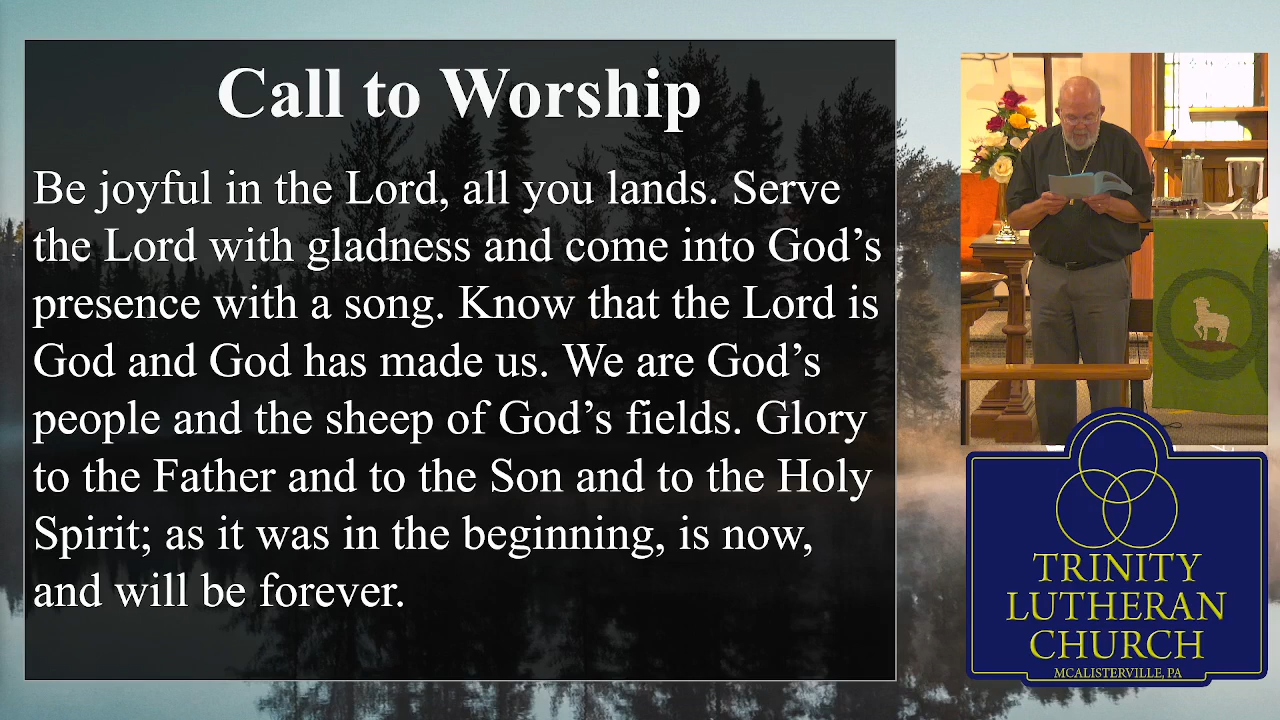 Call to Worship
Be joyful in the Lord, all you lands. Serve
the Lord with gladness and come into God’s
presence with a song. Know that the Lord is
God and God has made us. We are God’s
people and the sheep of God’s fields. Glory
to the Father and to the Son and to the Holy
Spirit; as it was in the beginning, is now,
and will be forever.
TRINITY
LUTHERAN
CHURCH
MCALISTERVILLE, PA